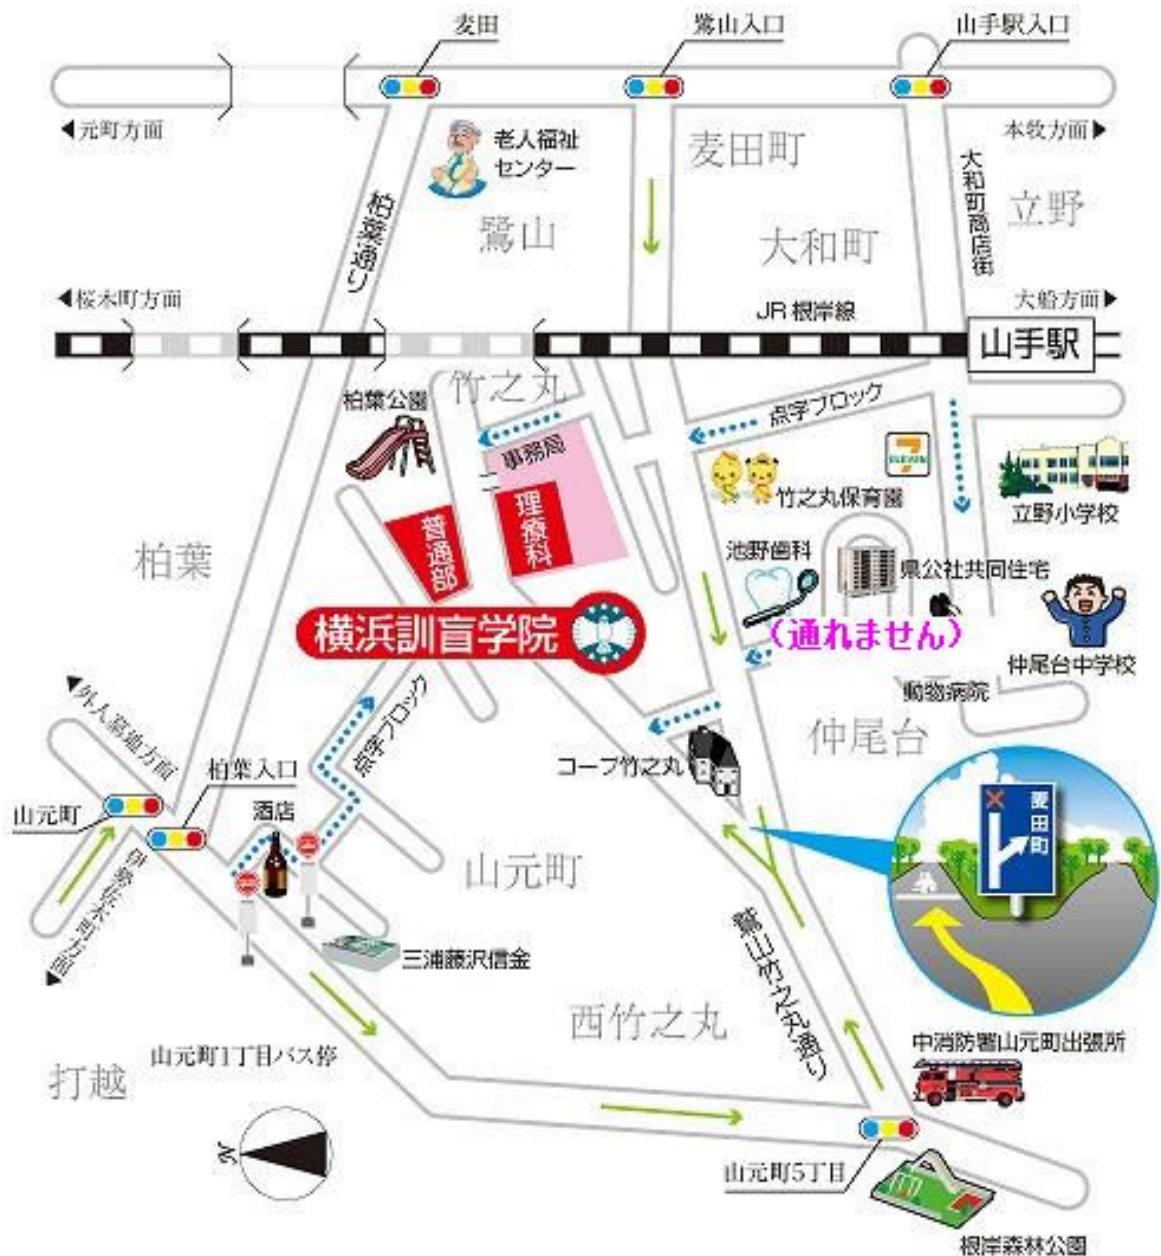 麦田
鷺山入口
山手駅入口
◀元町方面
本牧方面▶
老人福祉
センター
麦田町
大和町商店街
立野
柏葉通り
鷺山
大和町
◀桜木町方面
大船方面▶
JR 根岸線
山手駅
竹之丸
柏葉公園
点字ブロック
事務局
理療科
普通部
竹之丸保育園
立野小学校
柏葉
池野歯科
県公社共同住宅
横浜訓盲学院
(通れません)
仲尾台中学校
動物病院
◀外人墓地方面
点字ブロック
仲尾台
柏葉入口
コープ竹之丸
山元町
酒店
麦田町
伊勢佐木町方面▶
山元町
三浦藤沢信金
鷺山竹之丸通り
西竹之丸
中消防署山元町出張所
山元町1丁目バス停
打越
N
山元町5丁目
根岸森林公園